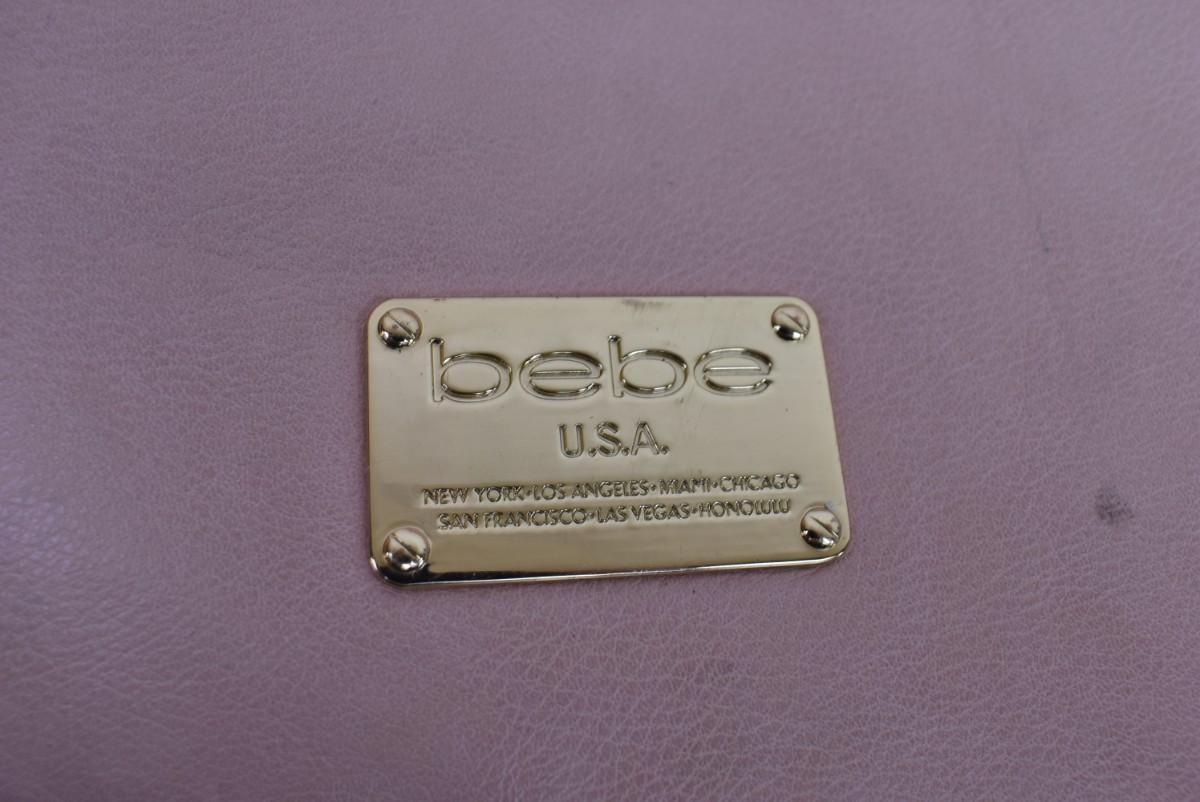 bebe
U.S.A.
NEW YORK•LOS ANGELES•MIAMI•CHICAGO
SAN FRANCISCO•LAS VEGAS•HONOLULU